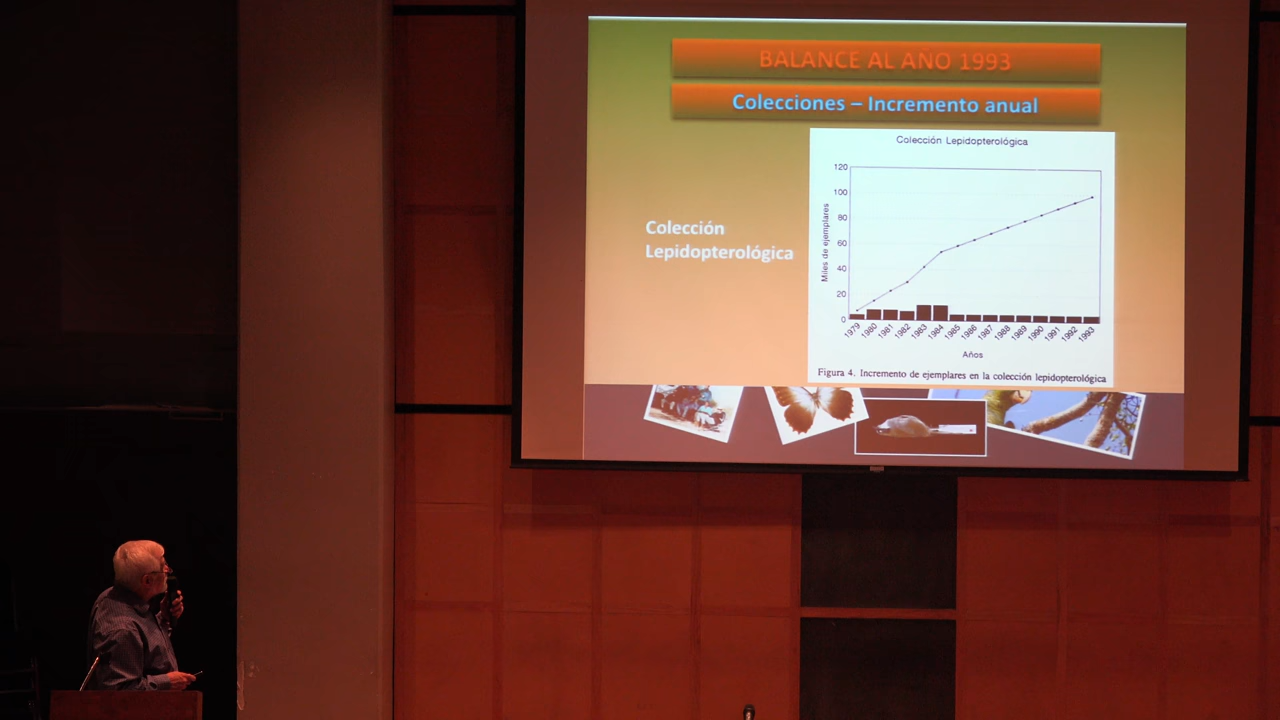 BALANCE AL AÑO 1993
Colecciones – Incremento anual
Colección
Lepidopterológica
Colección Lepidopterológica
Miles de ejemplares
120
100
80
60
40
20
0
1979 1980 1981 1982 1983 1984 1985 1986 1987 1988 1989 1990 1991 1992 1993
Años
Figura 4. Incremento de ejemplares en la colección lepidopterológica